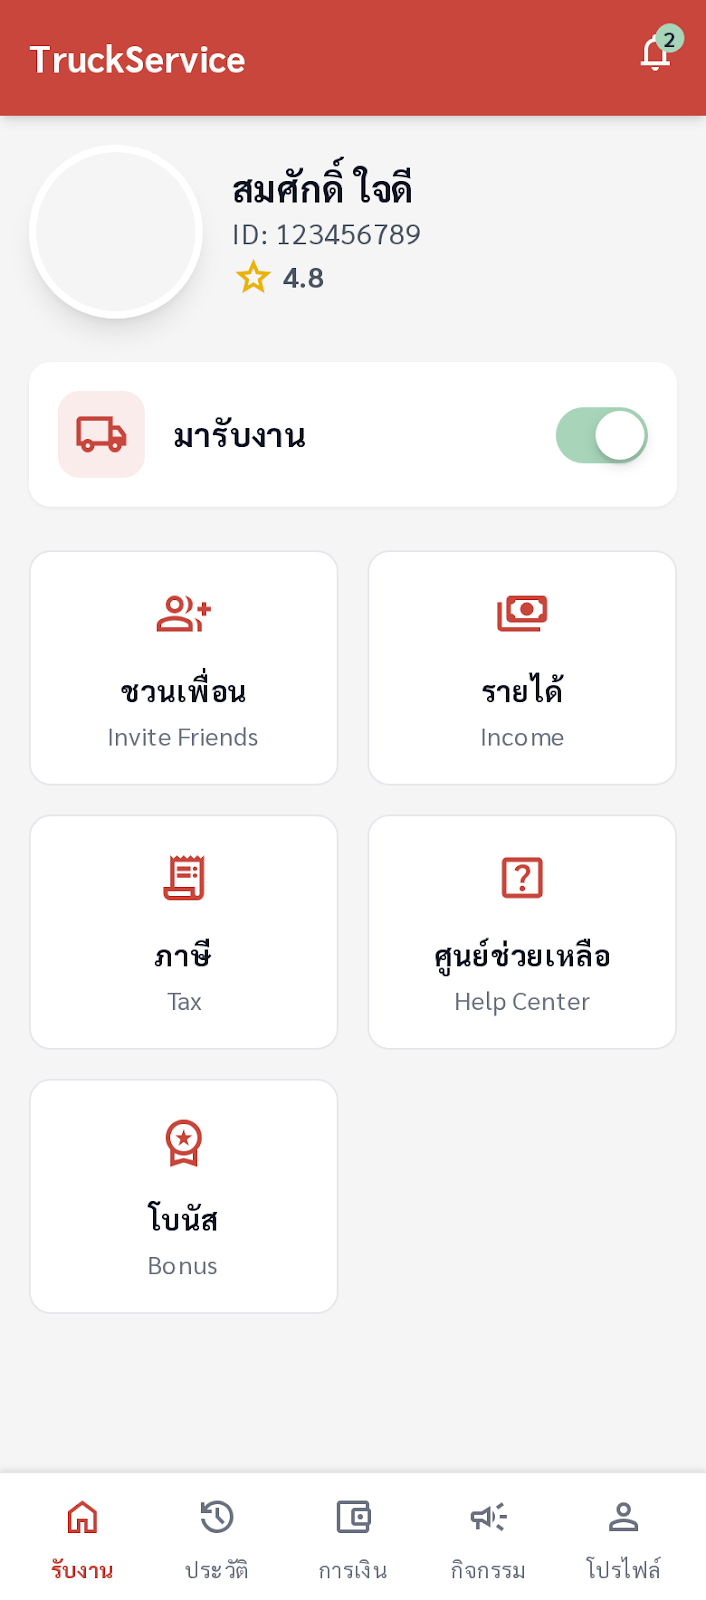 TruckService
2
สมศักดิ์ ใจดี
ID: 123456789
4.8
มารับงาน
ชวนเพื่อน
Invite Friends
รายได้
Income
ภาษี
Tax
ศูนย์ช่วยเหลือ
Help Center
โบนัส
Bonus
รับงาน
ประวัติ
การเงิน
กิจกรรม
โปรไฟล์